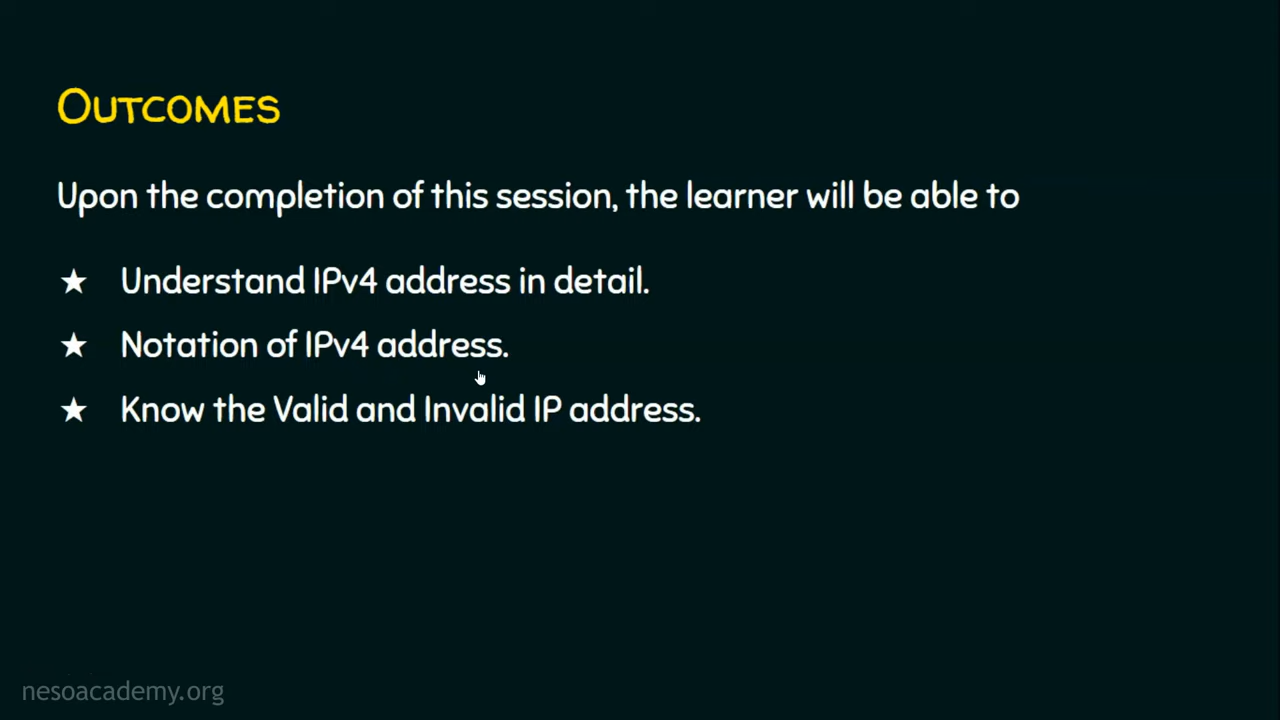 Outcomes
Upon the completion of this session, the learner will be able to
★ Understand IPv4 address in detail.
★ Notation of IPv4 address.
★ Know the Valid and Invalid IP address.
nesoacademy.org